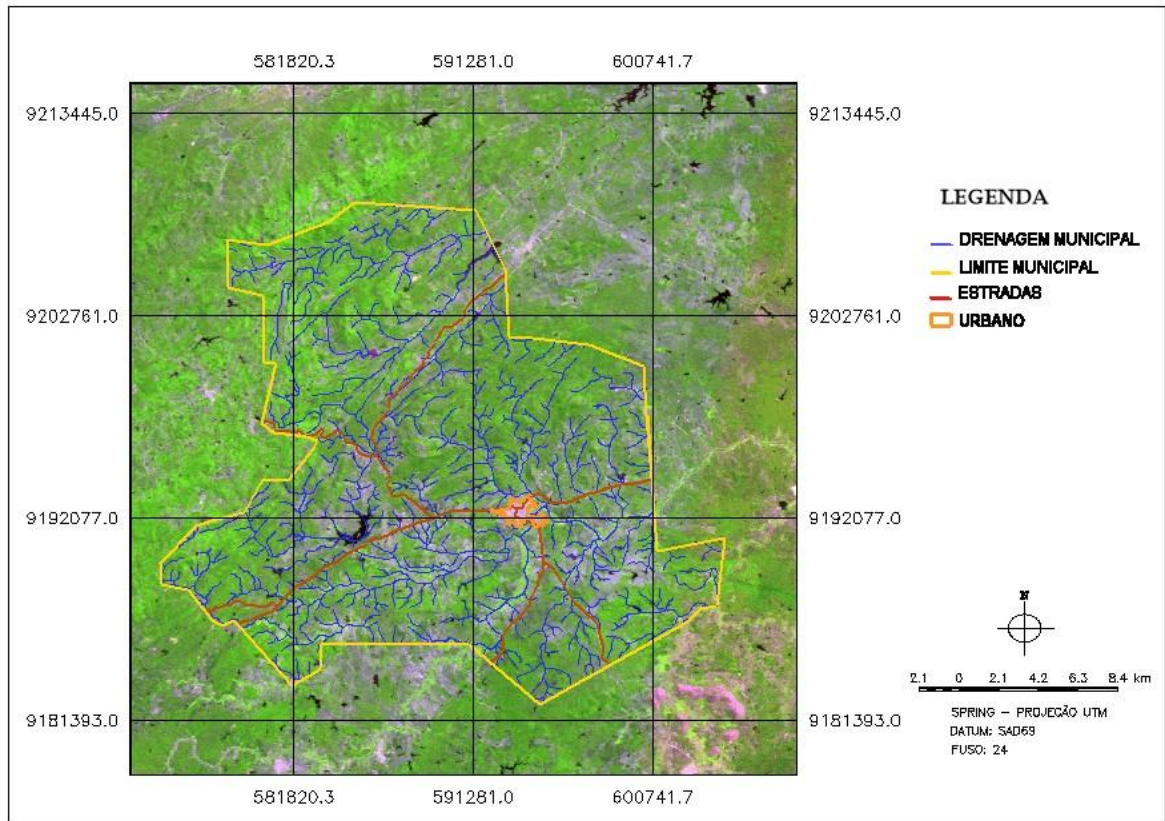 581820.3 591281.0 600741.7
9213445.0 9213445.0
LEGENDA
DRENAGEM MUNICIPAL
LIMITE MUNICIPAL
ESTRADAS
URBANO
9202761.0 9202761.0
9192077.0 9192077.0
N
2.1 0 2.1 4.2 6.3 8.4 km
SPRING - PROJEÇÃO UTM
DATUM: SAD69
FUSO: 24
9181393.0 9181393.0
581820.3 591281.0 600741.7